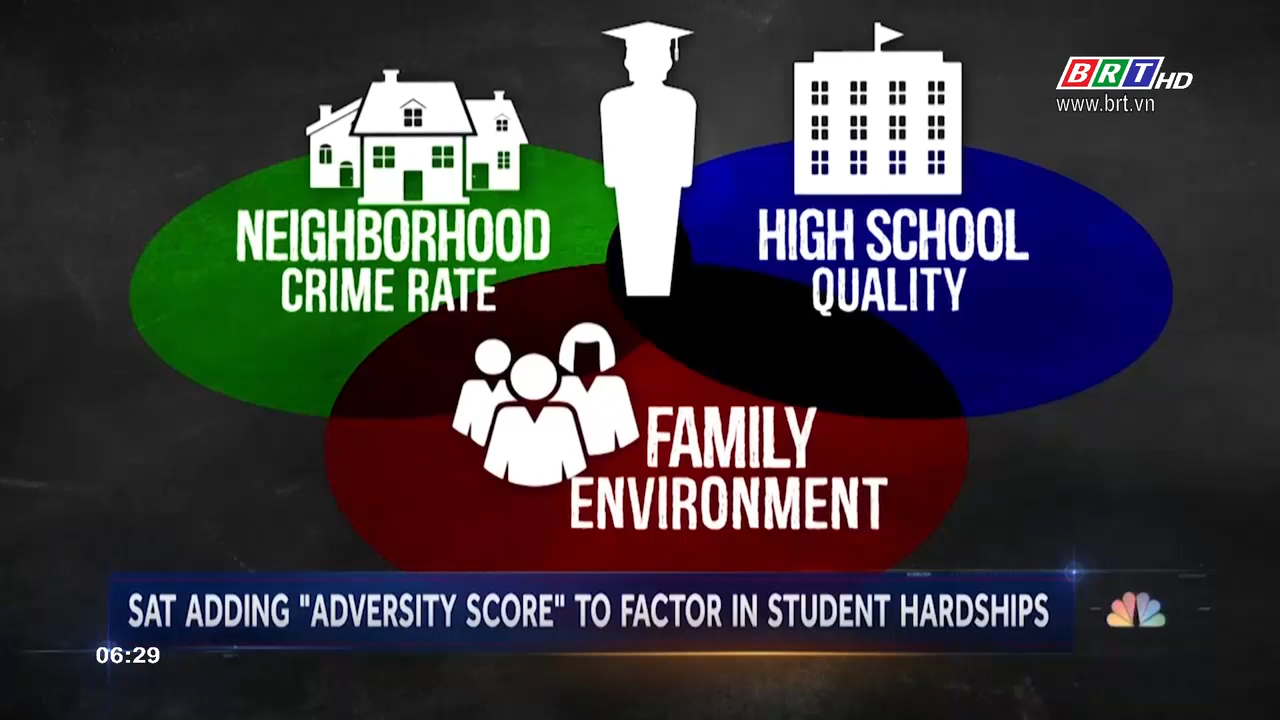 BRT HD
www.brt.vn
NEIGHBORHOOD
CRIME RATE
HIGH SCHOOL
QUALITY
FAMILY
ENVIRONMENT
SAT ADDING "ADVERSITY SCORE" TO FACTOR IN STUDENT HARDSHIPS
06:29